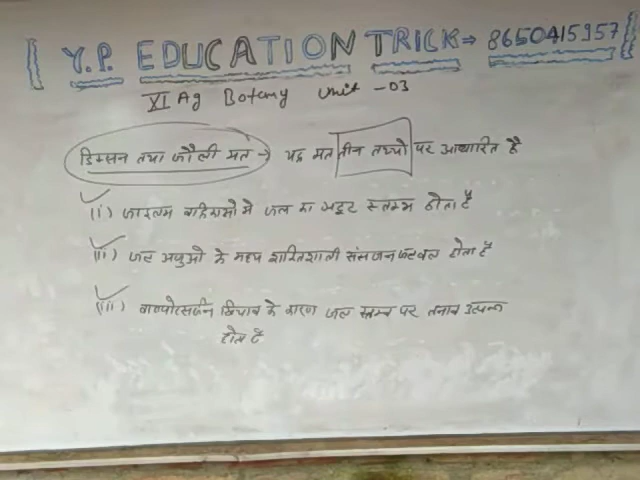 Y.P. EDUCATION TRICK → 8650415957
XI Ag Botany Unit - 03
डिक्सन तथा जौली मत → यह मत तीन तथ्यो पर आधारित है
(i) जाइलम वाहिकाओ मे जल का अटूट स्तम्भ होता है
(ii) जल अणुओ के मध्य शक्तिशाली संसजन बल होता है
(iii) वाष्पोत्सर्जन खिचाव के कारण जल स्तम्भ पर तनाव उत्पन्न
होता है